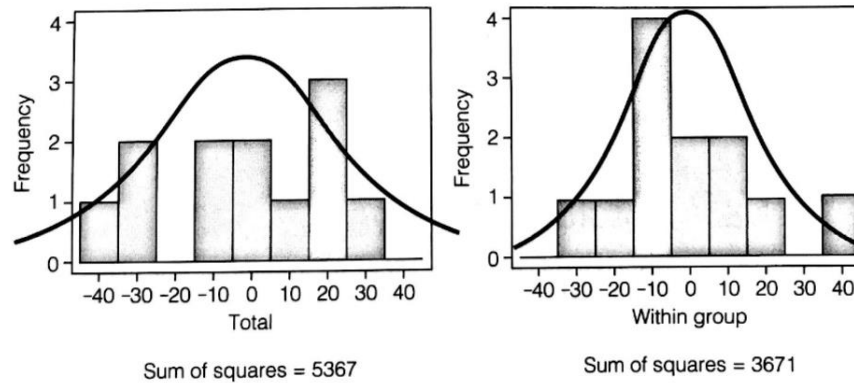 4
3
2
1
0
Frequency
−40 −30 −20 −10 0 10 20 30 40
Total
Sum of squares = 5367
4
3
2
1
0
Frequency
−40 −30 −20 −10 0 10 20 30 40
Within group
Sum of squares = 3671